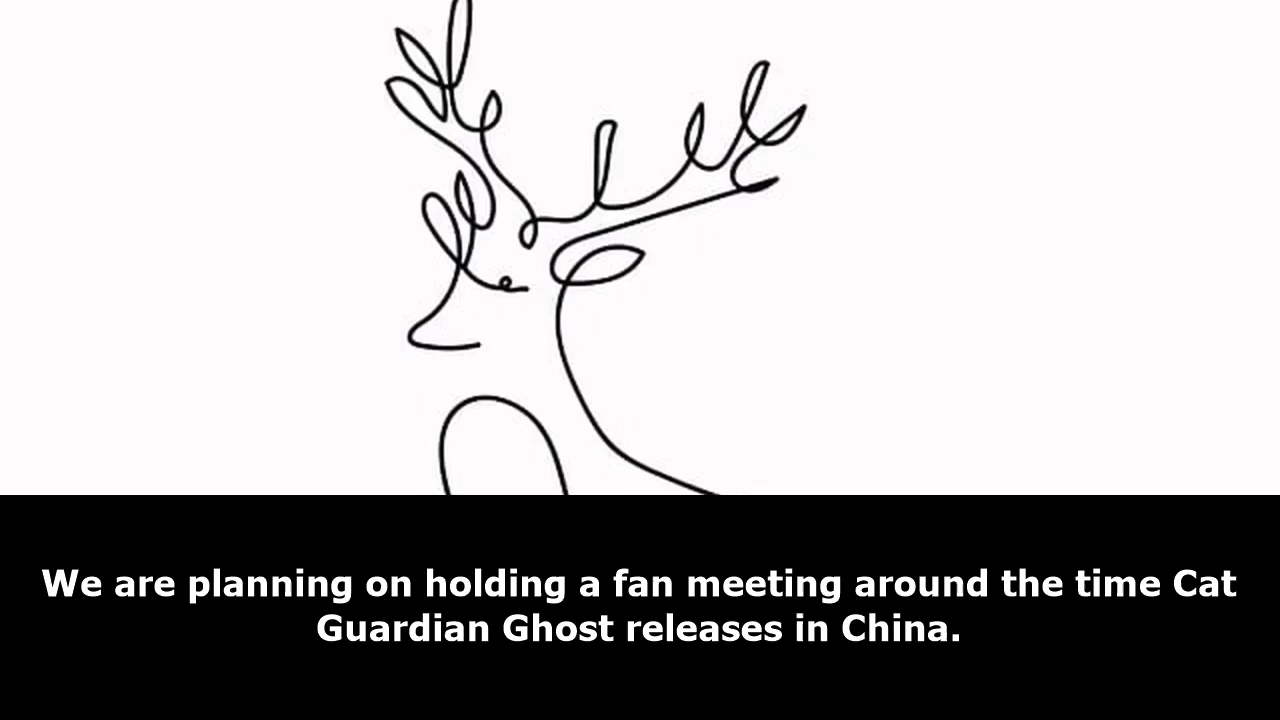 We are planning on holding a fan meeting around the time Cat
Guardian Ghost releases in China.